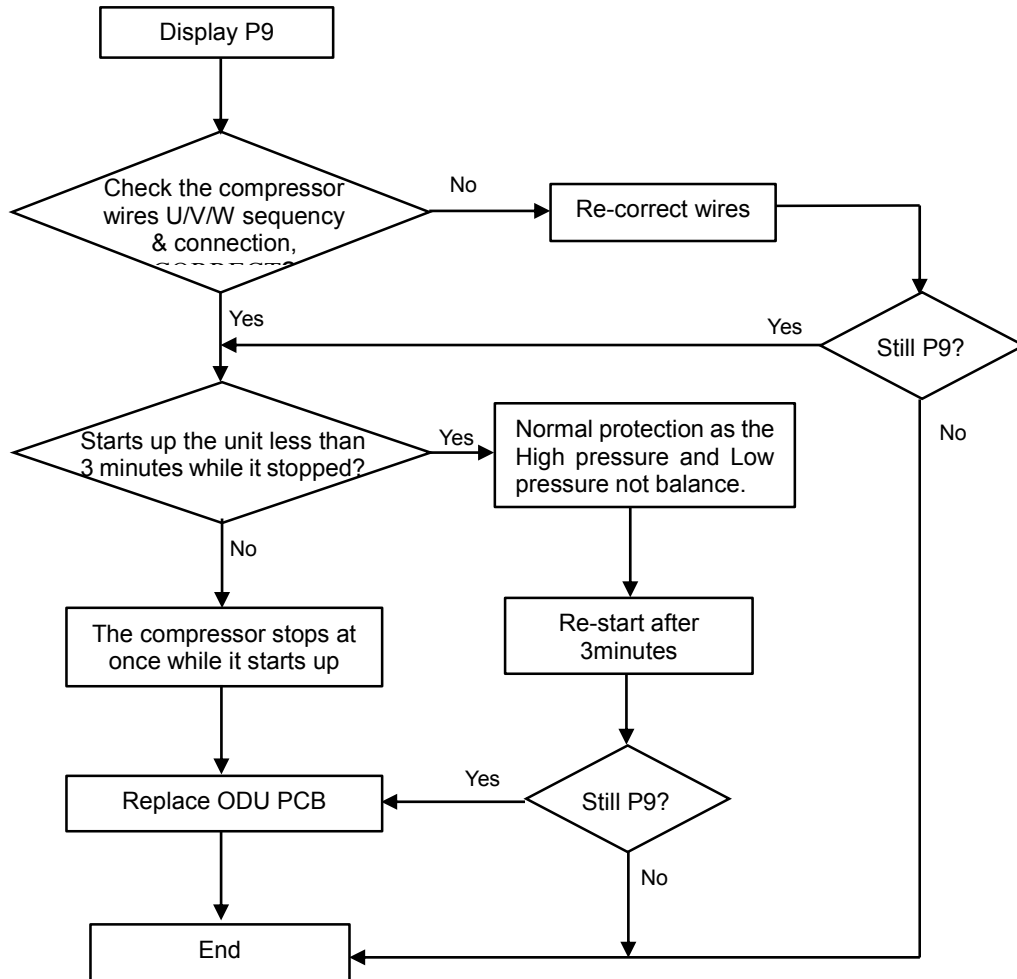 Display P9
Check the compressor
wires U/V/W sequency
& connection,
No
Re-correct wires
Yes
Yes
Still P9?
No
Starts up the unit less than
3 minutes while it stopped?
Yes
Normal protection as the
High pressure and Low
pressure not balance.
No
The compressor stops at
once while it starts up
Re-start after
3minutes
Replace ODU PCB
Yes
Still P9?
No
End